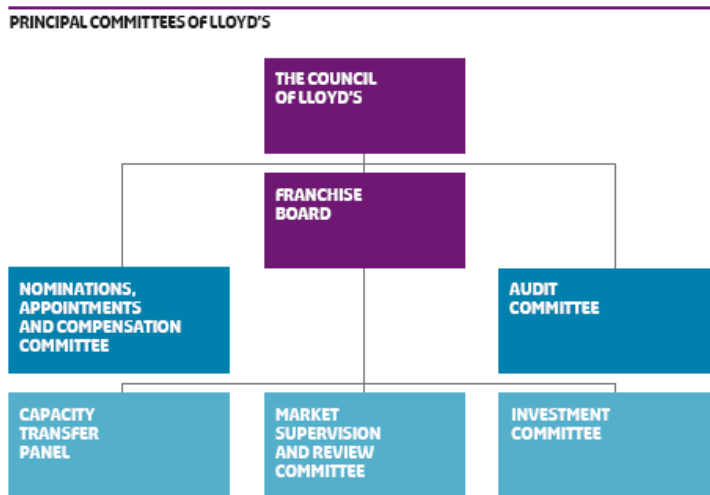 PRINCIPAL COMMITTEES OF LLOYD'S
THE COUNCIL
OF LLOYD'S
FRANCHISE
BOARD
NOMINATIONS,
APPOINTMENTS
AND COMPENSATION
COMMITTEE
AUDIT
COMMITTEE
CAPACITY
TRANSFER
PANEL
MARKET
SUPERVISION
AND REVIEW
COMMITTEE
INVESTMENT
COMMITTEE